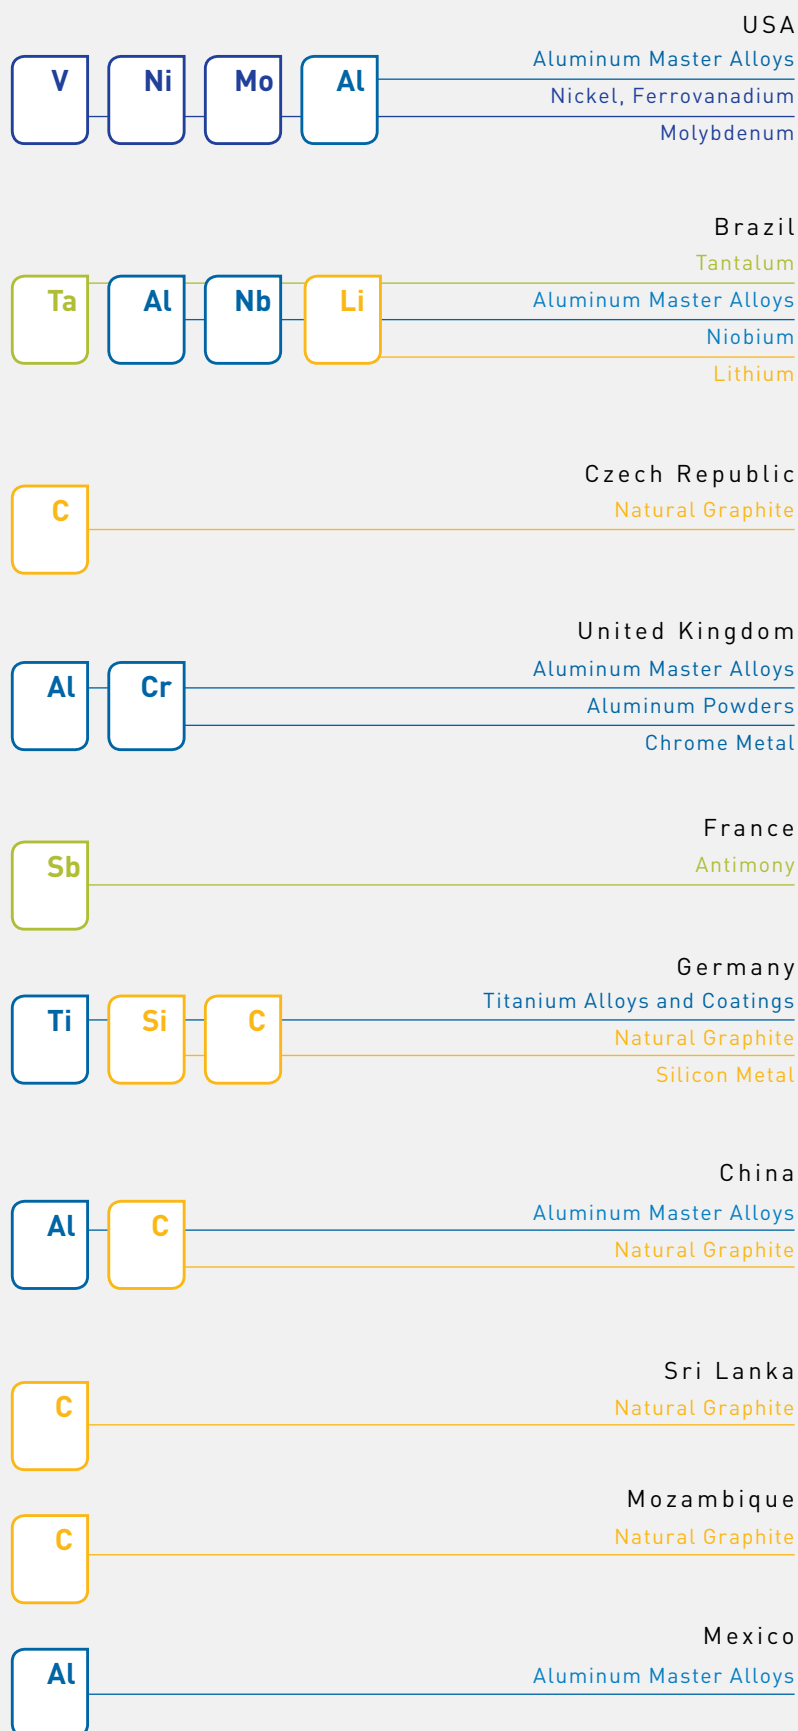 USA
Aluminum Master Alloys
V Ni Mo Al
Nickel, Ferrovanadium
Molybdenum
Brazil
Tantalum
Ta Al Nb Li
Aluminum Master Alloys
Niobium
Lithium
Czech Republic
C
Natural Graphite
United Kingdom
Aluminum Master Alloys
Al Cr
Aluminum Powders
Chrome Metal
France
Sb
Antimony
Germany
Titanium Alloys and Coatings
Ti Si C
Natural Graphite
Silicon Metal
China
Aluminum Master Alloys
Al C
Natural Graphite
Sri Lanka
C
Natural Graphite
Mozambique
C
Natural Graphite
Mexico
Al
Aluminum Master Alloys